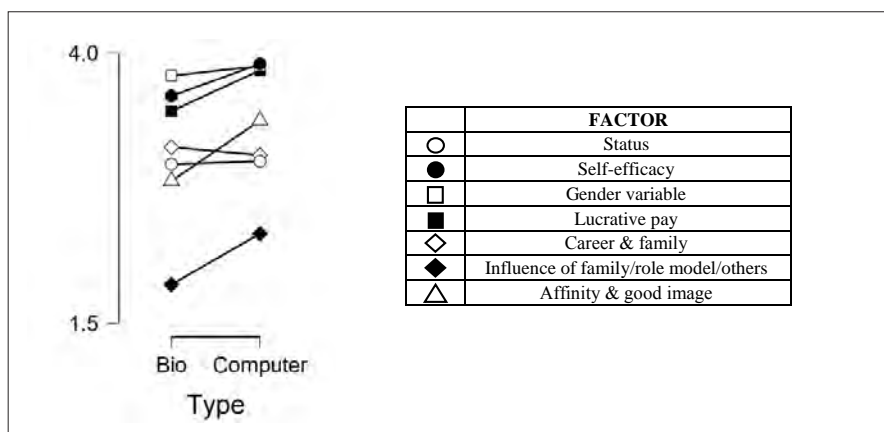 4.0
1.5
Bio Computer
Type
FACTOR
Status
Self-efficacy
Gender variable
Lucrative pay
Career & family
Influence of family/role model/others
Affinity & good image